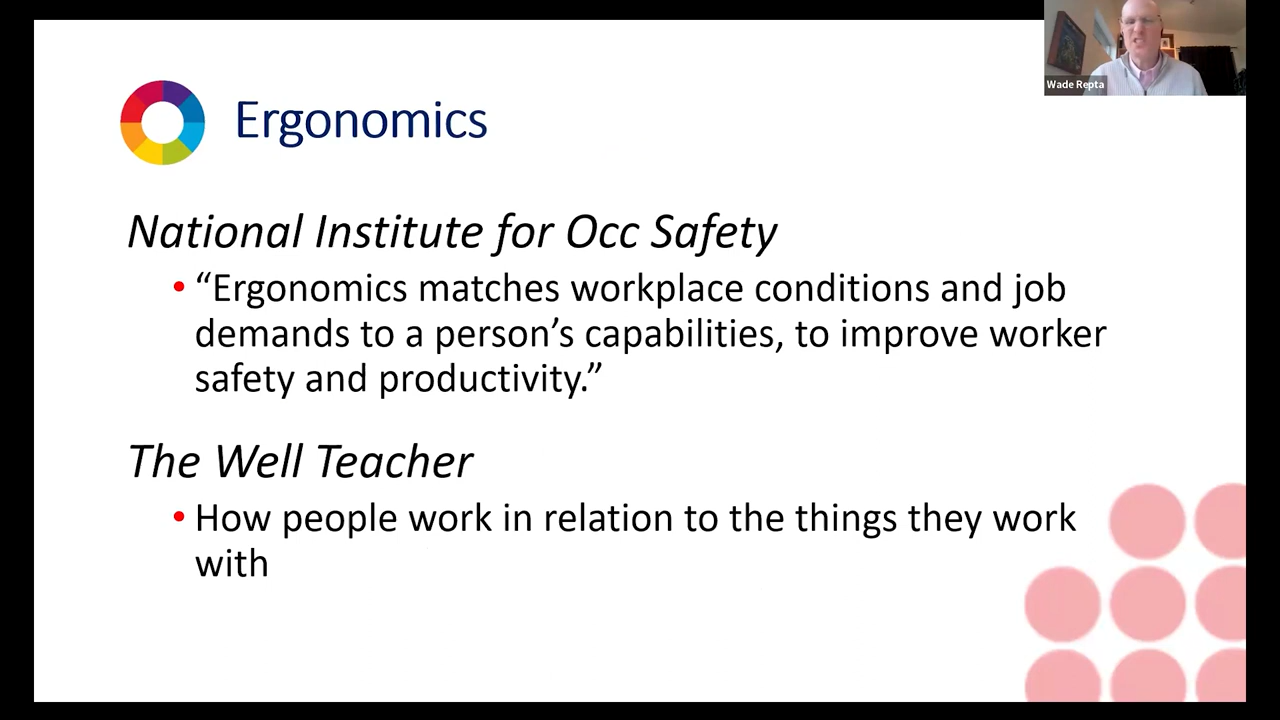 Wade Repta
Ergonomics
National Institute for Occ Safety
• “Ergonomics matches workplace conditions and job
demands to a person’s capabilities, to improve worker
safety and productivity.”
The Well Teacher
• How people work in relation to the things they work
with